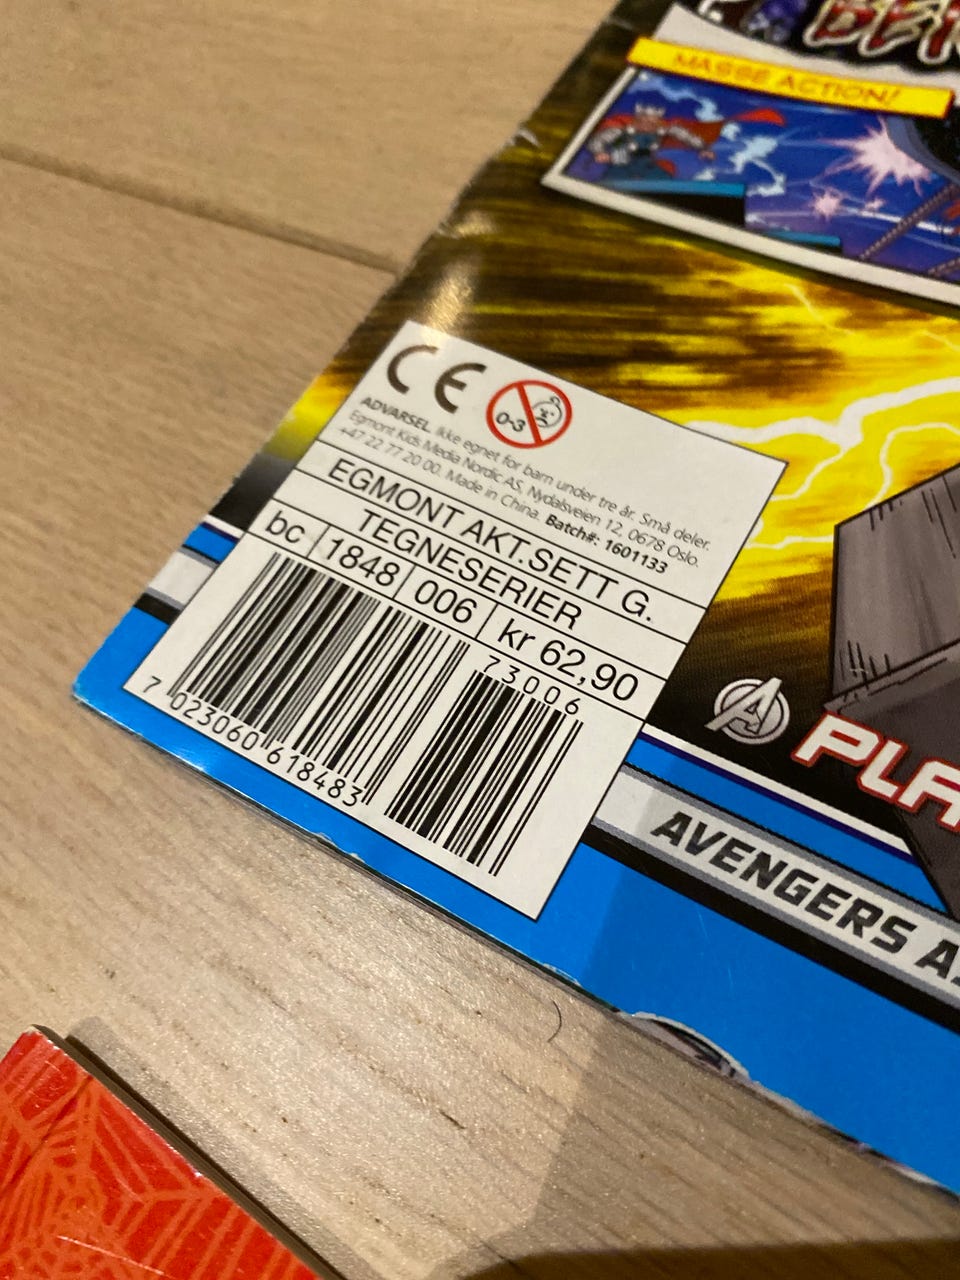 MASSE ACTION!
CE
0-3
ADVARSEL. Ikke egnet for barn under tre år. Små deler.
Egmont Kids Media Nordic AS, Nydalsveien 12, 0678 Oslo.
+47 22 77 20 00. Made in China. Batch#: 1601133
EGMONT AKT.SETT G.
TEGNESERIER
bc 1848 006 kr 62,90
73006
7 023060 618483
A
PLA
AVENGERS A